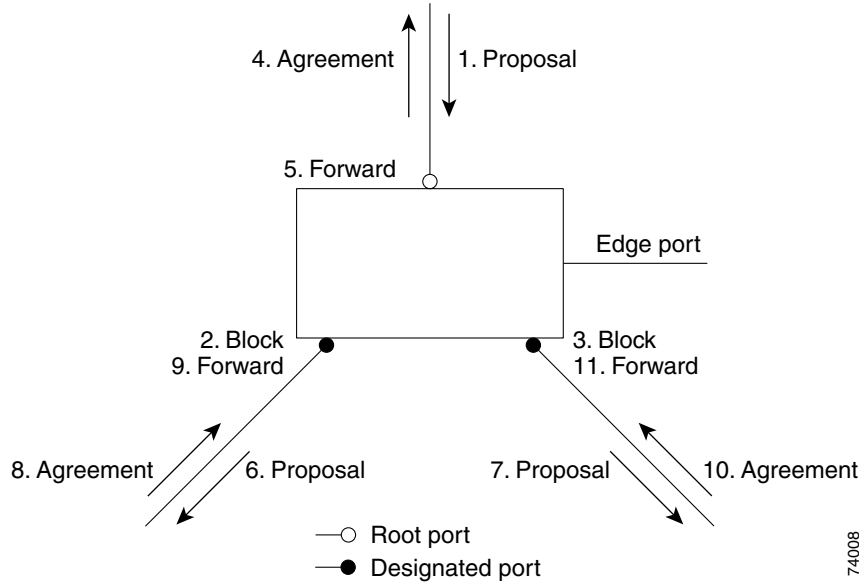 4. Agreement
1. Proposal
5. Forward
Edge port
2. Block
9. Forward
3. Block
11. Forward
8. Agreement
6. Proposal
7. Proposal
10. Agreement
Root port
Designated port
74008